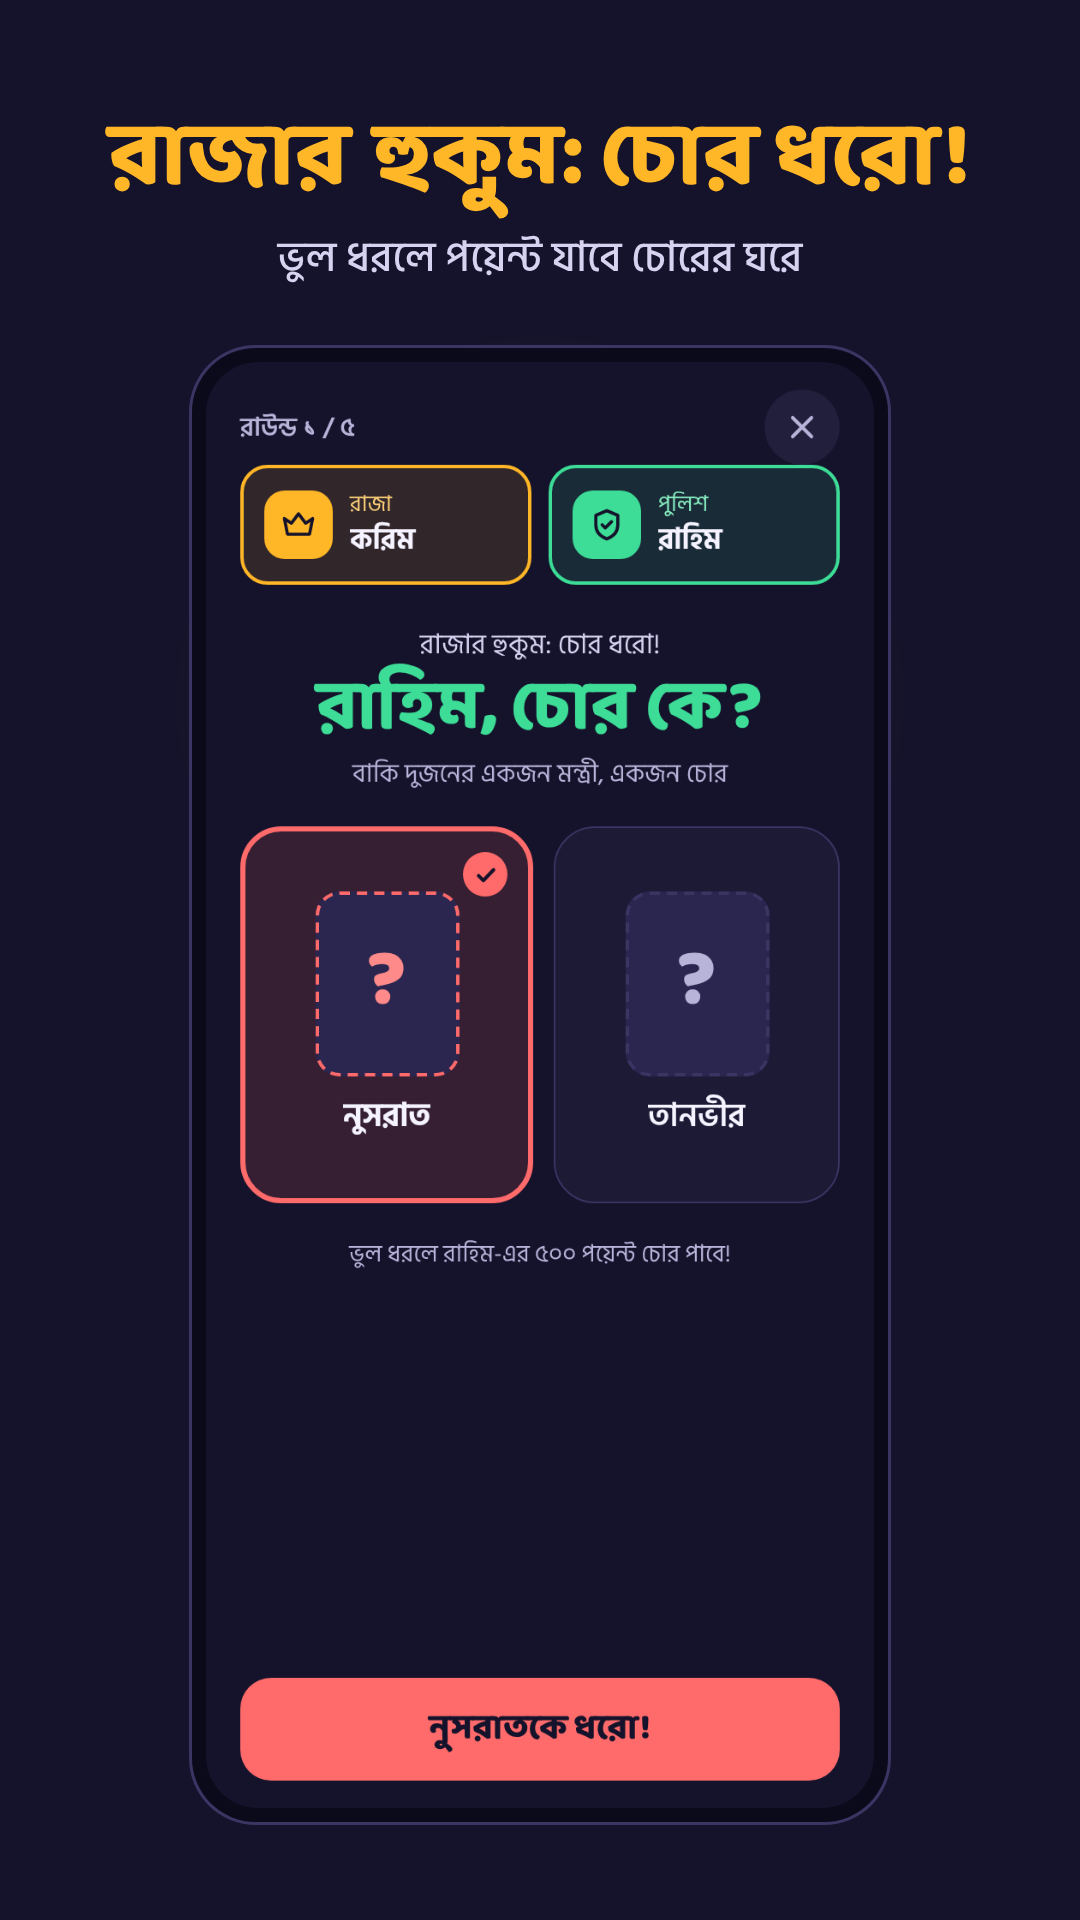 রাজার হুকুম: চোর ধরো!
ভুল ধরলে পয়েন্ট যাবে চোরের ঘরে
রাউন্ড ১ / ৫
রাজা
করিম
পুলিশ
রাহিম
রাজার হুকুম: চোর ধরো!
রাহিম, চোর কে?
বাকি দুজনের একজন মন্ত্রী, একজন চোর
?
?
নুসরাত
তানভীর
ভুল ধরলে রাহিম-এর ৫০০ পয়েন্ট চোর পাবে!
নুসরাতকে ধরো!